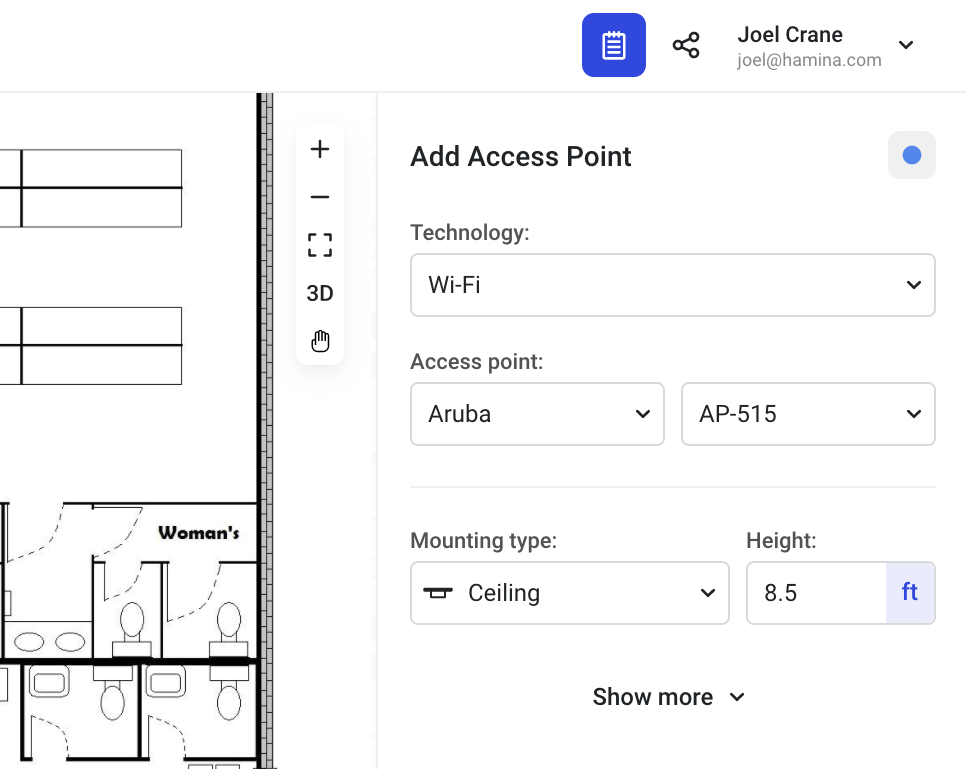 Joel Crane
joel@hamina.com
Add Access Point
Technology:
Wi-Fi
Access point:
Aruba
AP-515
Mounting type:
Height:
Ceiling
8.5
ft
Show more
3D
Woman's